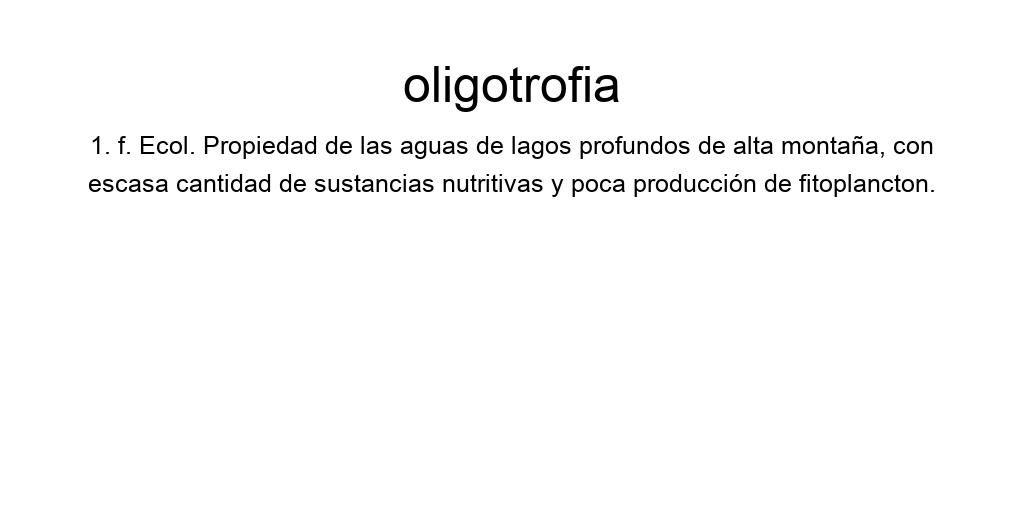 oligotrofia
1. f. Ecol. Propiedad de las aguas de lagos profundos de alta montaña, con
escasa cantidad de sustancias nutritivas y poca producción de fitoplancton.